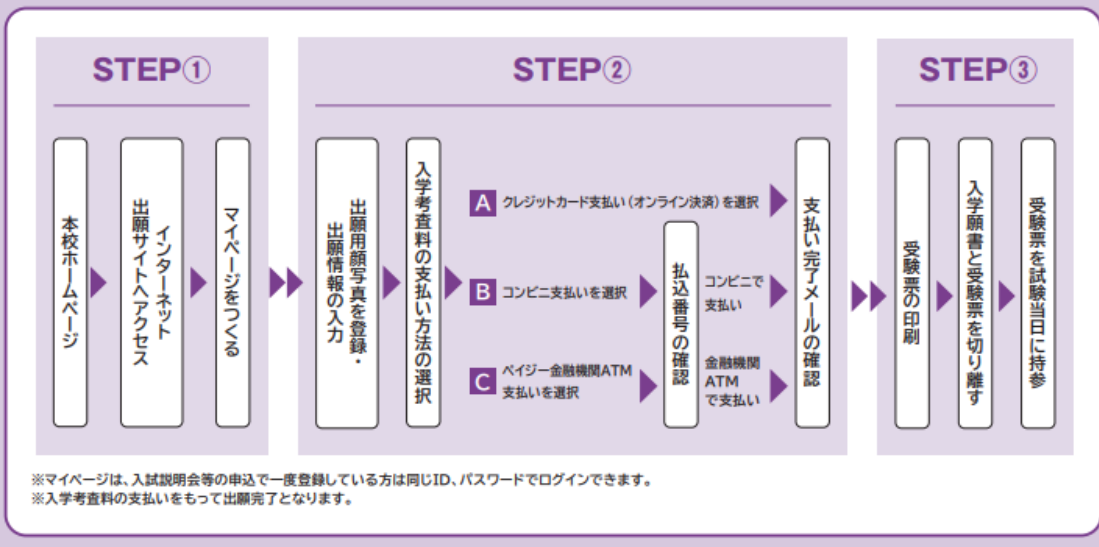 STEP①
本校ホームページ
インターネット
出願サイトへアクセス
マイページをつくる
STEP②
出願用顔写真を登録・
出願情報の入力
入学考査料の支払い方法の選択
A クレジットカード支払い（オンライン決済）を選択
B コンビニ支払いを選択
C ペイジー金融機関ATM
支払いを選択
払込番号の確認
コンビニで
支払い
金融機関
ATM
で支払い
支払い完了メールの確認
STEP③
受験票の印刷
入学願書と受験票を切り離す
受験票を試験当日に持参
※マイページは、入試説明会等の申込で一度登録している方は同じID、パスワードでログインできます。
※入学考査料の支払いをもって出願完了となります。